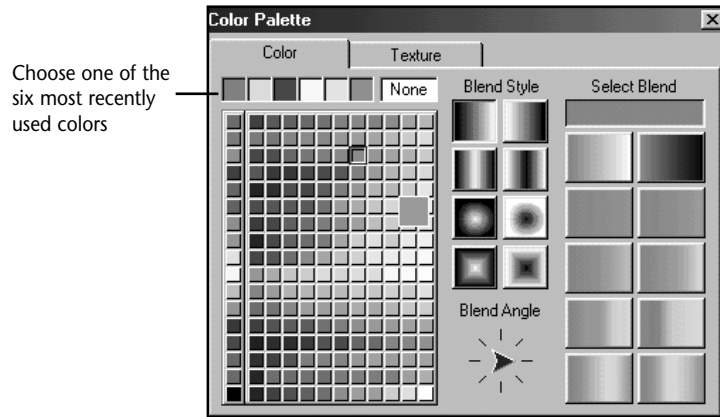 Color Palette
Color
Texture
Choose one of the
six most recently
used colors
None
Blend Style
Select Blend
Blend Angle